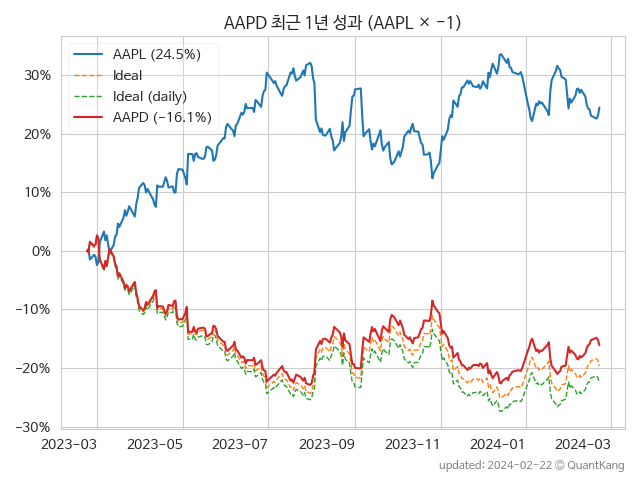 AAPD 최근 1년 성과 (AAPL × −1)
AAPL (24.5%)
Ideal
Ideal (daily)
AAPD (−16.1%)
30%
20%
10%
0%
−10%
−20%
−30%
2023−03
2023−05
2023−07
2023−09
2023−11
2024−01
2024−03
updated: 2024−02−22 © QuantKang